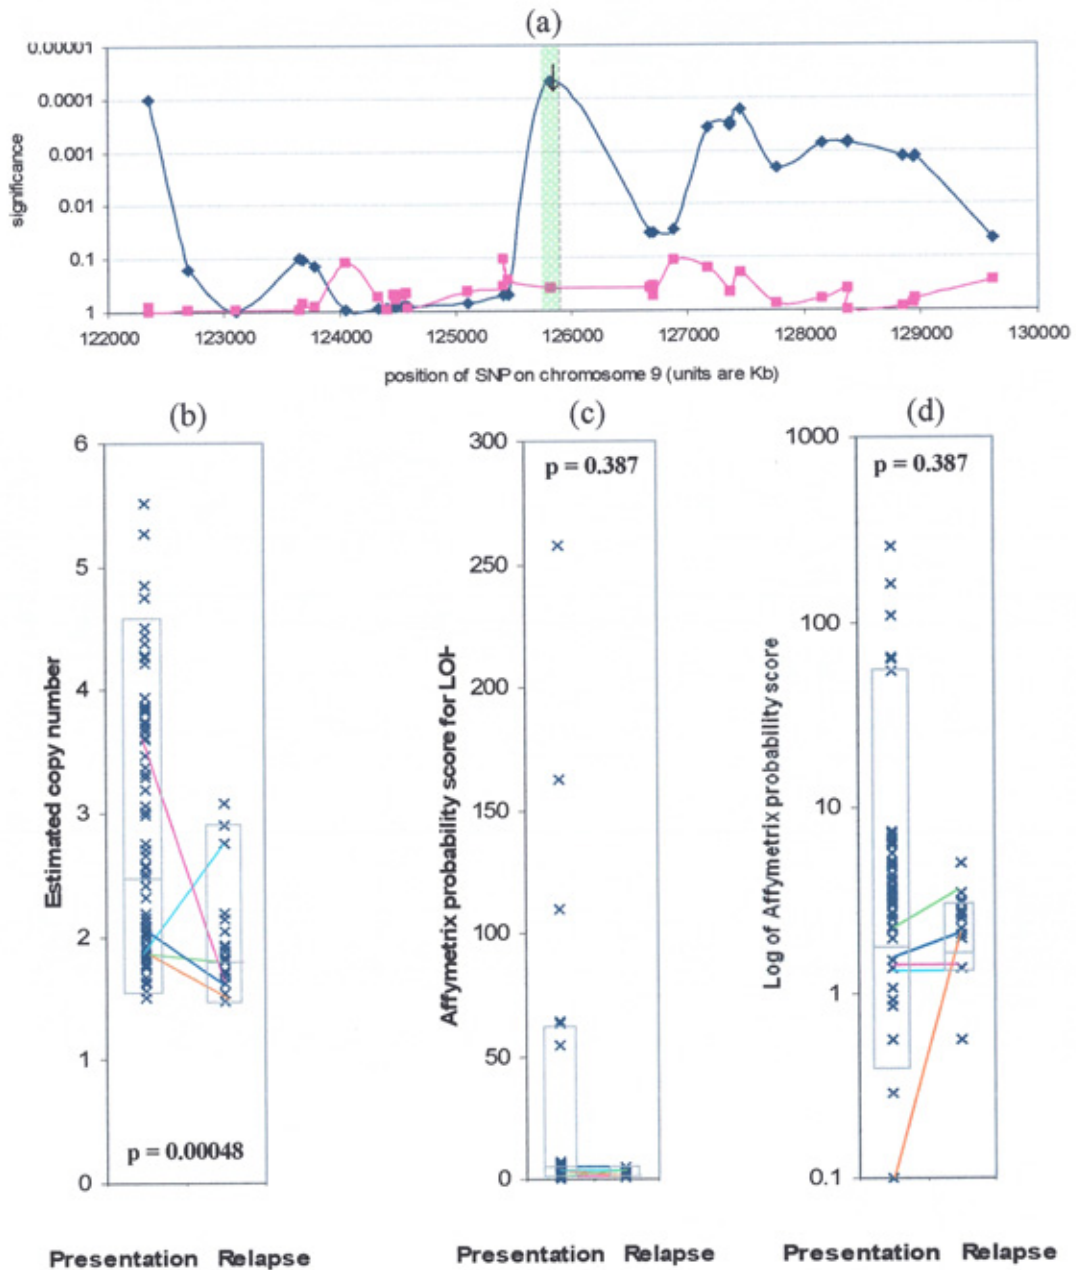 (a)
0.00001
0.0001
0.001
0.01
0.1
1
significance
122000 123000 124000 125000 126000 127000 128000 129000 130000
position of SNP on chromosome 9 (units are Kb)
(b)
6
5
4
3
2
1
0
Estimated copy number
p = 0.00048
Presentation Relapse
(c)
300
250
200
150
100
50
0
Affymetrix probability score for LOH
p = 0.387
Presentation Relapse
(d)
1000
100
10
1
0.1
Log of Affymetrix probability score
p = 0.387
Presentation Relapse